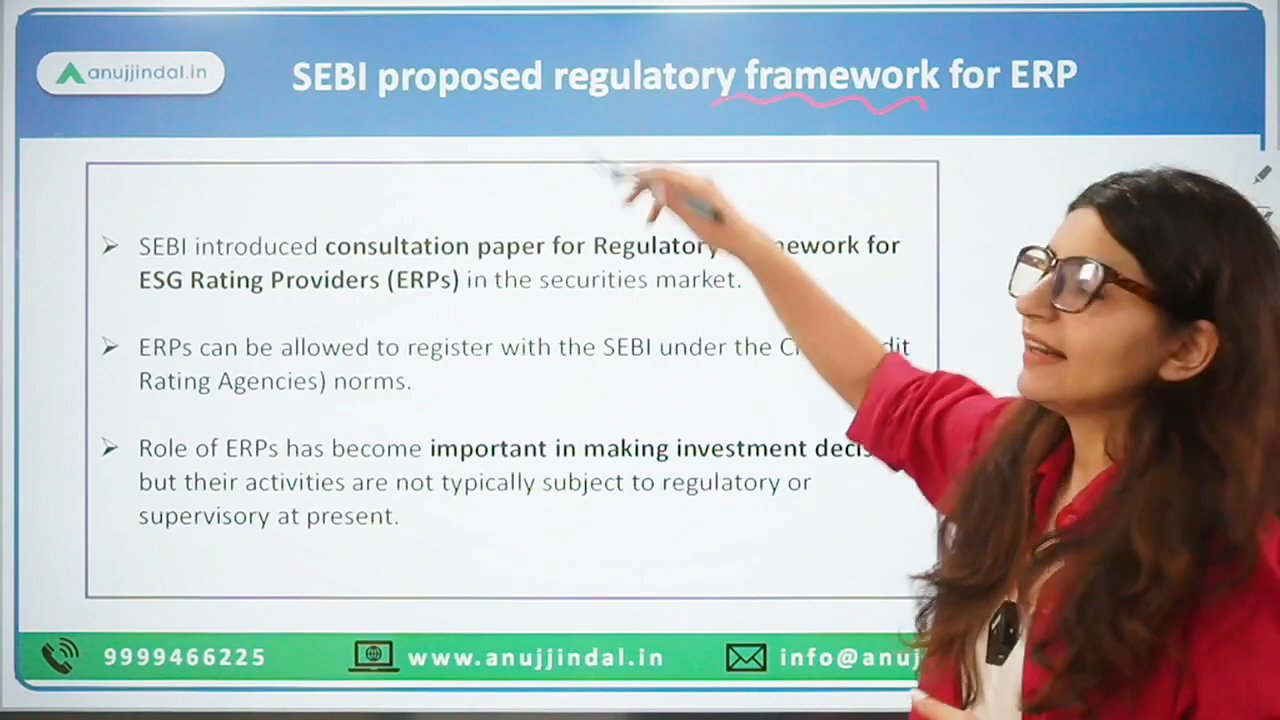 anujjindal.in
SEBI proposed regulatory framework for ERP
SEBI introduced consultation paper for Regulatory
ESG Rating Providers (ERPs) in the securities market.
ERPs can be allowed to register with the SEBI under the
Rating Agencies) norms.
Role of ERPs has become important in making investment
but their activities are not typically subject to regulatory or
supervisory at present.
9999466225
www.anujjindal.in